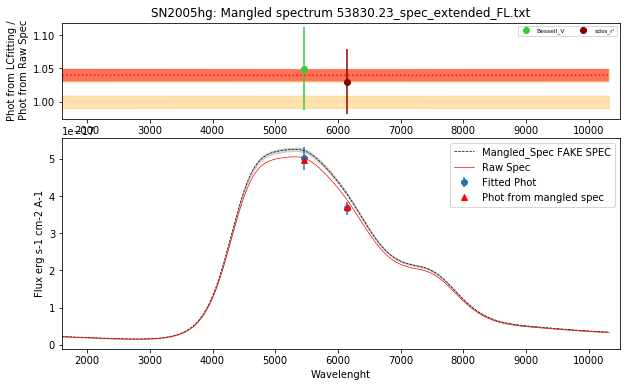 SN2005hg: Mangled spectrum 53830.23_spec_extended_FL.txt
Phot from LCfitting /
Phot from Raw Spec
1.10
1.05
1.00
Bessell_V
sdss_r'
2000 3000 4000 5000 6000 7000 8000 9000 10000
1e−17
Flux erg s-1 cm-2 A-1
5
4
3
2
1
0
Mangled_Spec FAKE SPEC
Raw Spec
Fitted Phot
Phot from mangled spec
2000 3000 4000 5000 6000 7000 8000 9000 10000
Wavelenght